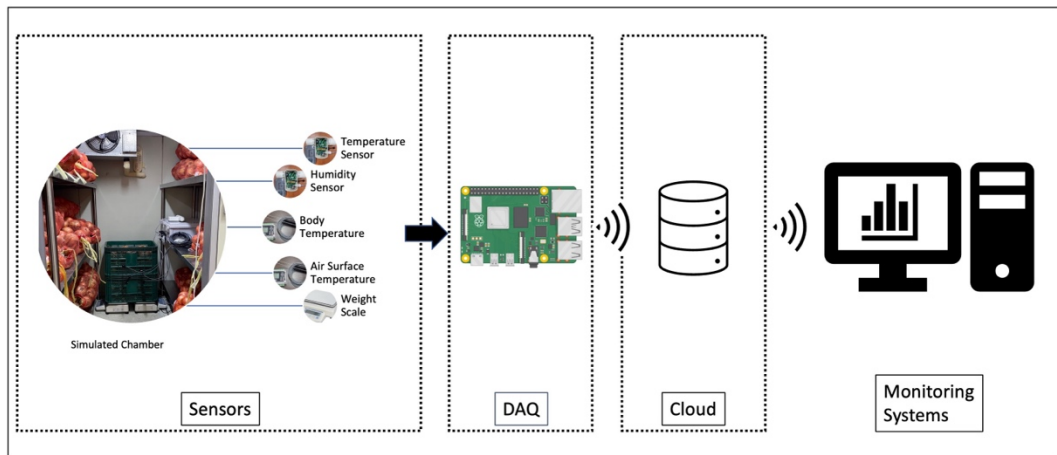 Temperature
Sensor
Humidity
Sensor
Body
Temperature
Air Surface
Temperature
Weight
Scale
Simulated Chamber
Sensors
DAQ
Cloud
Monitoring
Systems